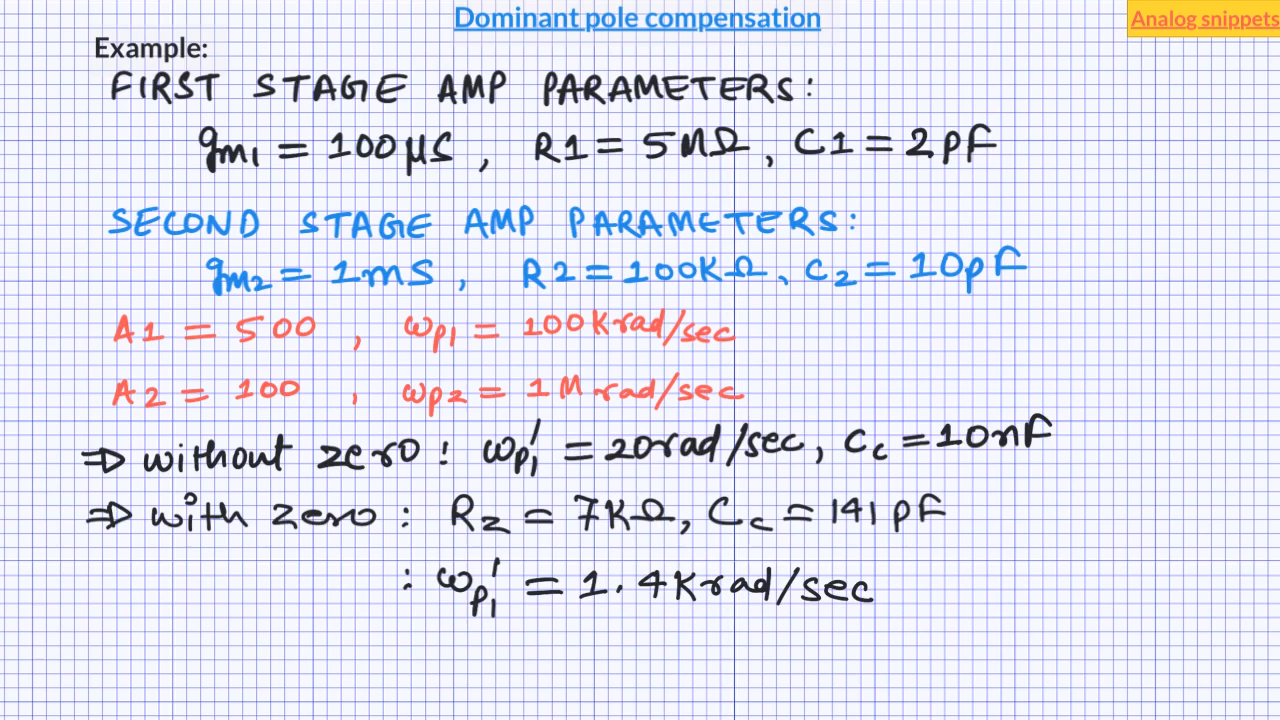 Dominant pole compensation
Analog snippets
Example:
FIRST STAGE AMP PARAMETERS:
gm1 = 100μS, R1 = 5MΩ, C1 = 2pF
SECOND STAGE AMP PARAMETERS:
gm2 = 1mS, R2 = 100KΩ, C2 = 10pF
A1 = 500, ωp1 = 100Krad/sec
A2 = 100, ωp2 = 1Mrad/sec
⇒ without zero: ωp1' = 20rad/sec, Cc = 10nF
⇒ with zero: Rz = 7KΩ, Cc = 141pF
: ωp1' = 1.4Krad/sec